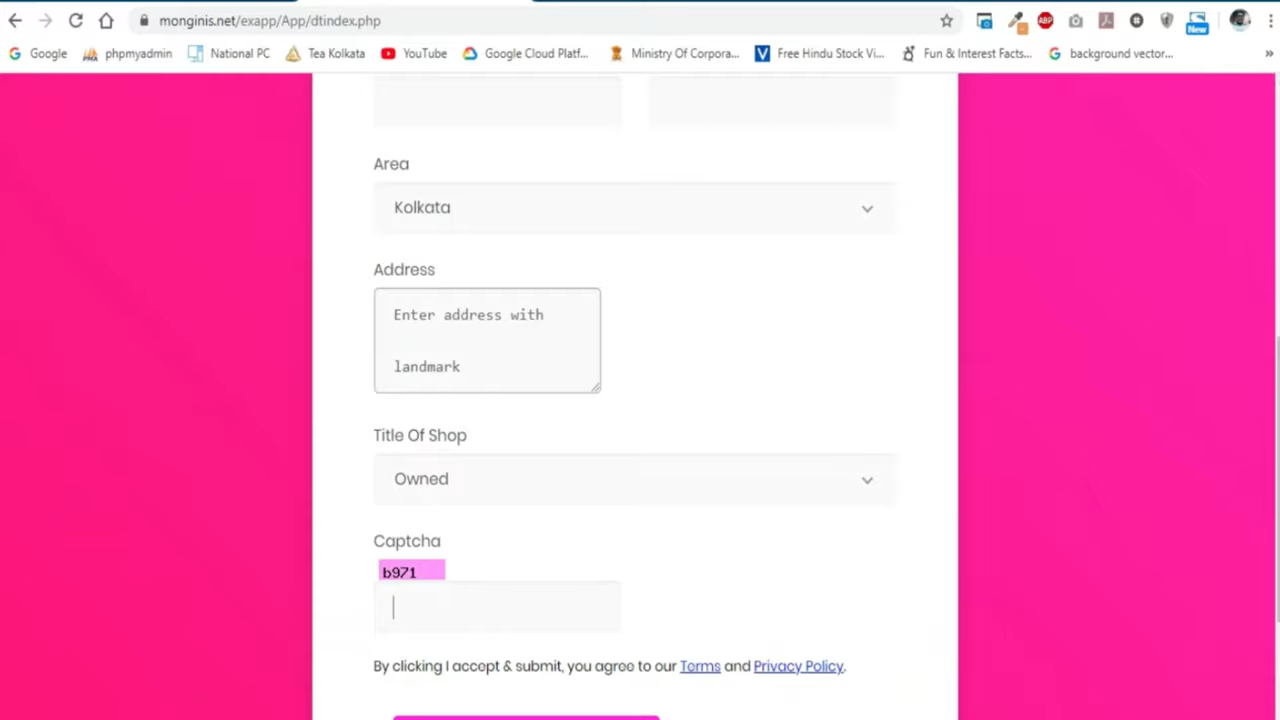 monginis.net/exapp/App/dtindex.php
ABP
New
Google
phpmyadmin
National PC
Tea Kolkata
YouTube
Google Cloud Platf...
Ministry Of Corpora...
Free Hindu Stock Vi...
Fun & Interest Facts...
background vector...
»
Area
Kolkata
Address
Enter address with
landmark
Title Of Shop
Owned
Captcha
b971
By clicking I accept & submit, you agree to our Terms and Privacy Policy.